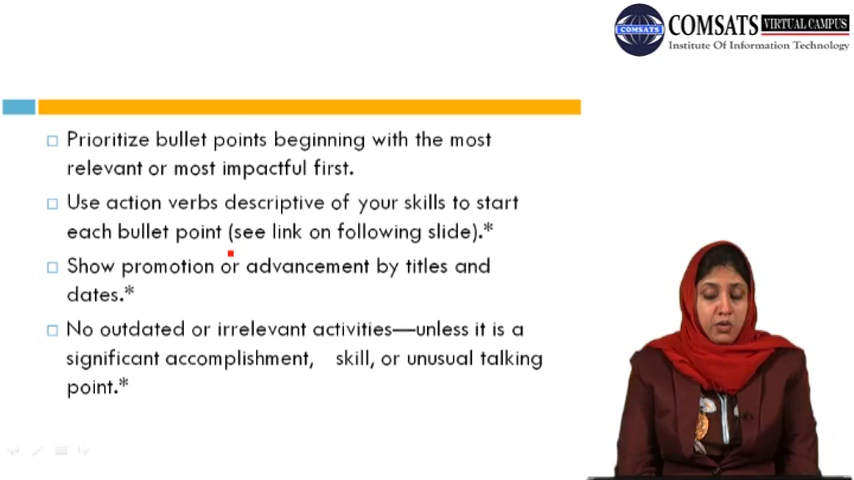 COMSATS VIRTUAL CAMPUS
COMSATS
Institute Of Information Technology
Prioritize bullet points beginning with the most
relevant or most impactful first.
Use action verbs descriptive of your skills to start
each bullet point (see link on following slide).*
Show promotion or advancement by titles and
dates.*
No outdated or irrelevant activities—unless it is a
significant accomplishment, skill, or unusual talking
point.*